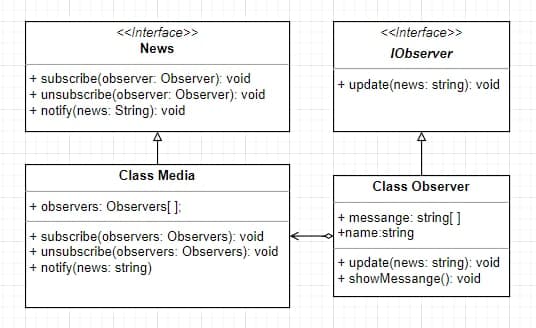 <<Interface>>
News
+ subscribe(observer: Observer): void
+ unsubscribe(observer: Observer): void
+ notify(news: String): void
<<Interface>>
IObserver
+ update(news: string): void
Class Media
+ observers: Observers[ ];
+ subscribe(observers: Observers): void
+ unsubscribe(observers: Observers): void
+ notify(news: string)
Class Observer
+ messange: string[ ]
+name:string
+ update(news: string): void
+ showMessange(): void